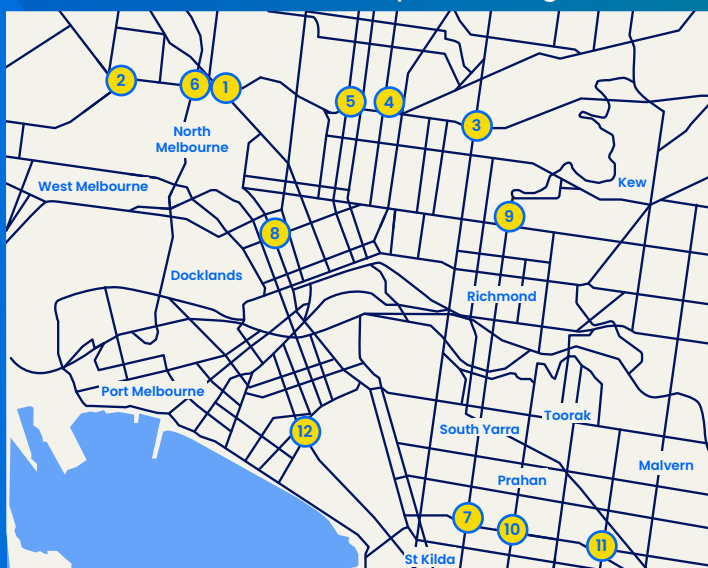 2
6
1
5
4
3
North
Melbourne
West Melbourne
Kew
9
8
Docklands
Richmond
Port Melbourne
12
South Yarra
Toorak
Malvern
Prahan
7
10
11
St Kilda